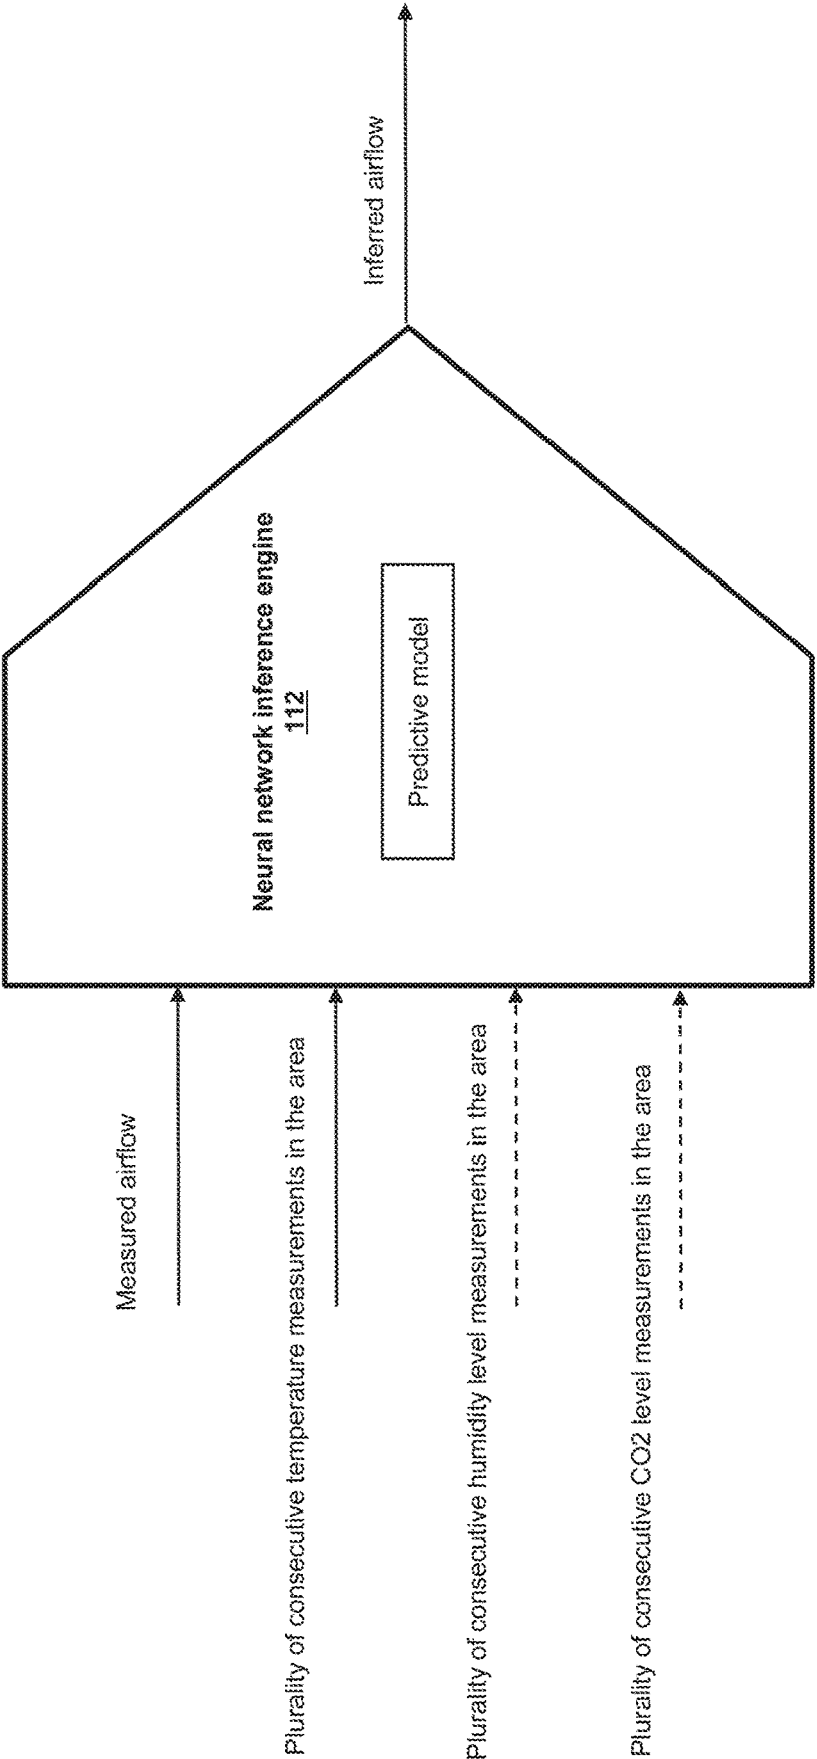 Measured airflow
Plurality of consecutive temperature measurements in the area
Plurality of consecutive humidity level measurements in the area
Plurality of consecutive CO2 level measurements in the area
Neural network inference engine
112
Predictive model
Inferred airflow